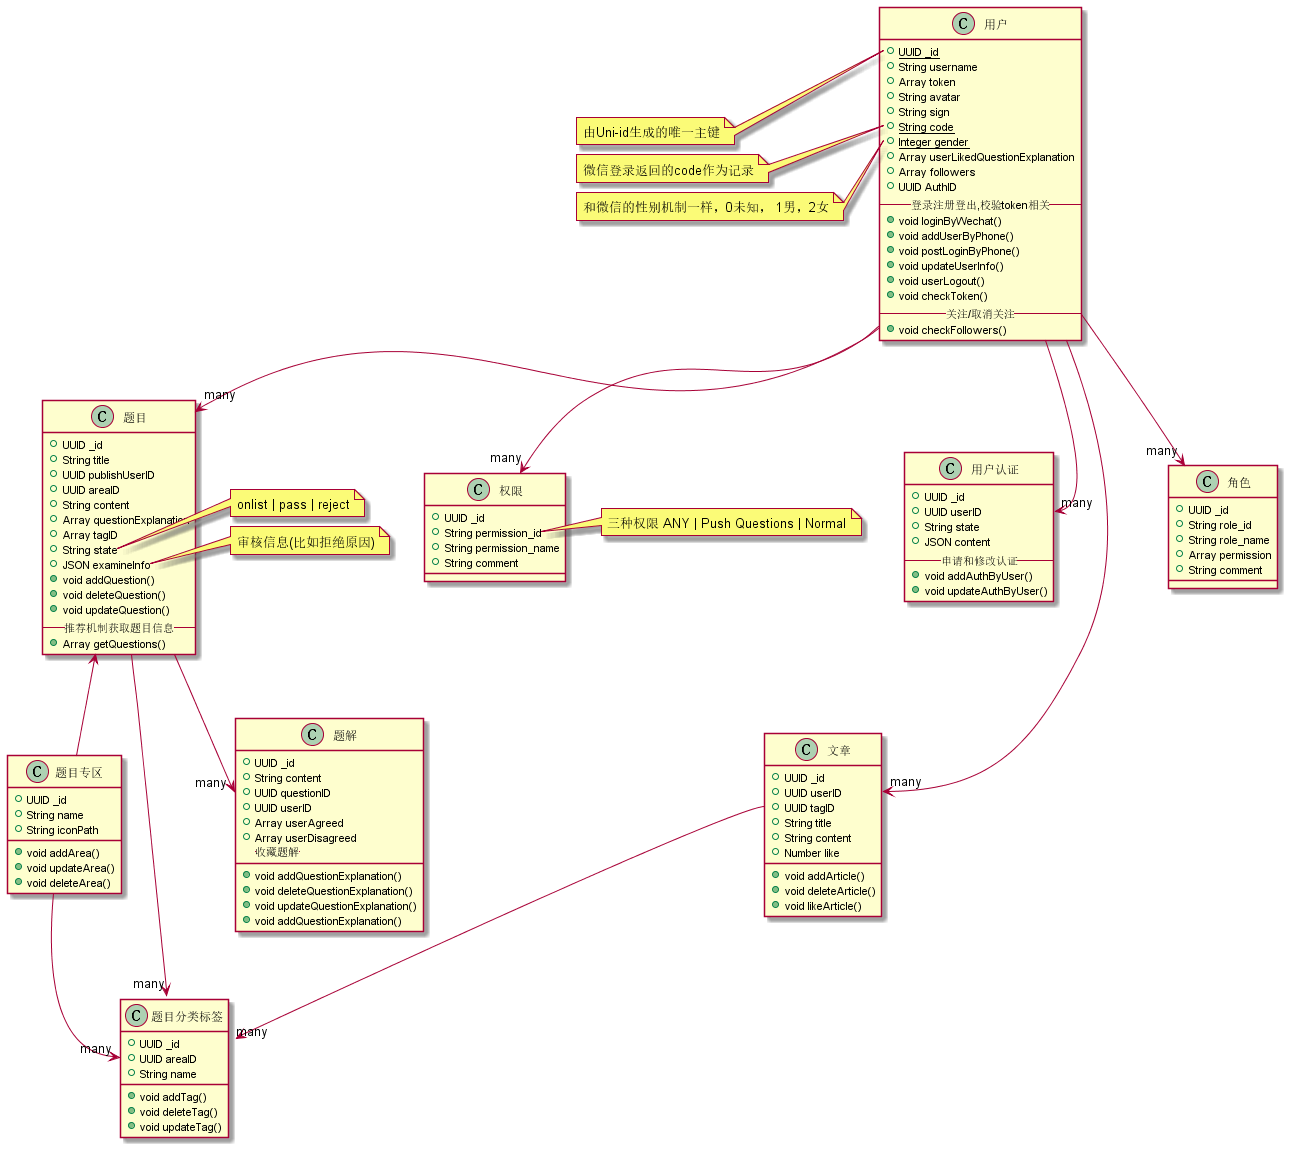 C 用户
UUID _id
String username
Array token
String avatar
String sign
String code
Integer gender
Array userLikedQuestionExplanation
Array followers
UUID AuthID
登录注册登出,校验token相关
void loginByWechat()
void addUserByPhone()
void postLoginByPhone()
void updateUserInfo()
void userLogout()
void checkToken()
关注/取消关注
void checkFollowers()
由Uni-id生成的唯一主键
微信登录返回的code作为记录
和微信的性别机制一样，0未知， 1男，2女
many
C 题目
UUID _id
String title
UUID publishUserID
UUID areaID
String content
Array questionExplanation
Array tagID
String state
JSON examineInfo
void addQuestion()
void deleteQuestion()
void updateQuestion()
推荐机制获取题目信息
Array getQuestions()
onlist | pass | reject
审核信息(比如拒绝原因)
many
C 权限
UUID _id
String permission_id
String permission_name
String comment
三种权限 ANY | Push Questions | Normal
many
C 用户认证
UUID _id
UUID userID
String state
JSON content
申请和修改认证
void addAuthByUser()
void updateAuthByUser()
many
C 角色
UUID _id
String role_id
String role_name
Array permission
String comment
C 题目专区
UUID _id
String name
String iconPath
void addArea()
void updateArea()
void deleteArea()
many
C 题解
UUID _id
String content
UUID questionID
UUID userID
Array userAgreed
Array userDisagreed
收藏题解
void addQuestionExplanation()
void deleteQuestionExplanation()
void updateQuestionExplanation()
void addQuestionExplanation()
many
C 文章
UUID _id
UUID userID
UUID tagID
String title
String content
Number like
void addArticle()
void deleteArticle()
void likeArticle()
many
many
many
C 题目分类标签
UUID _id
UUID areaID
String name
void addTag()
void deleteTag()
void updateTag()